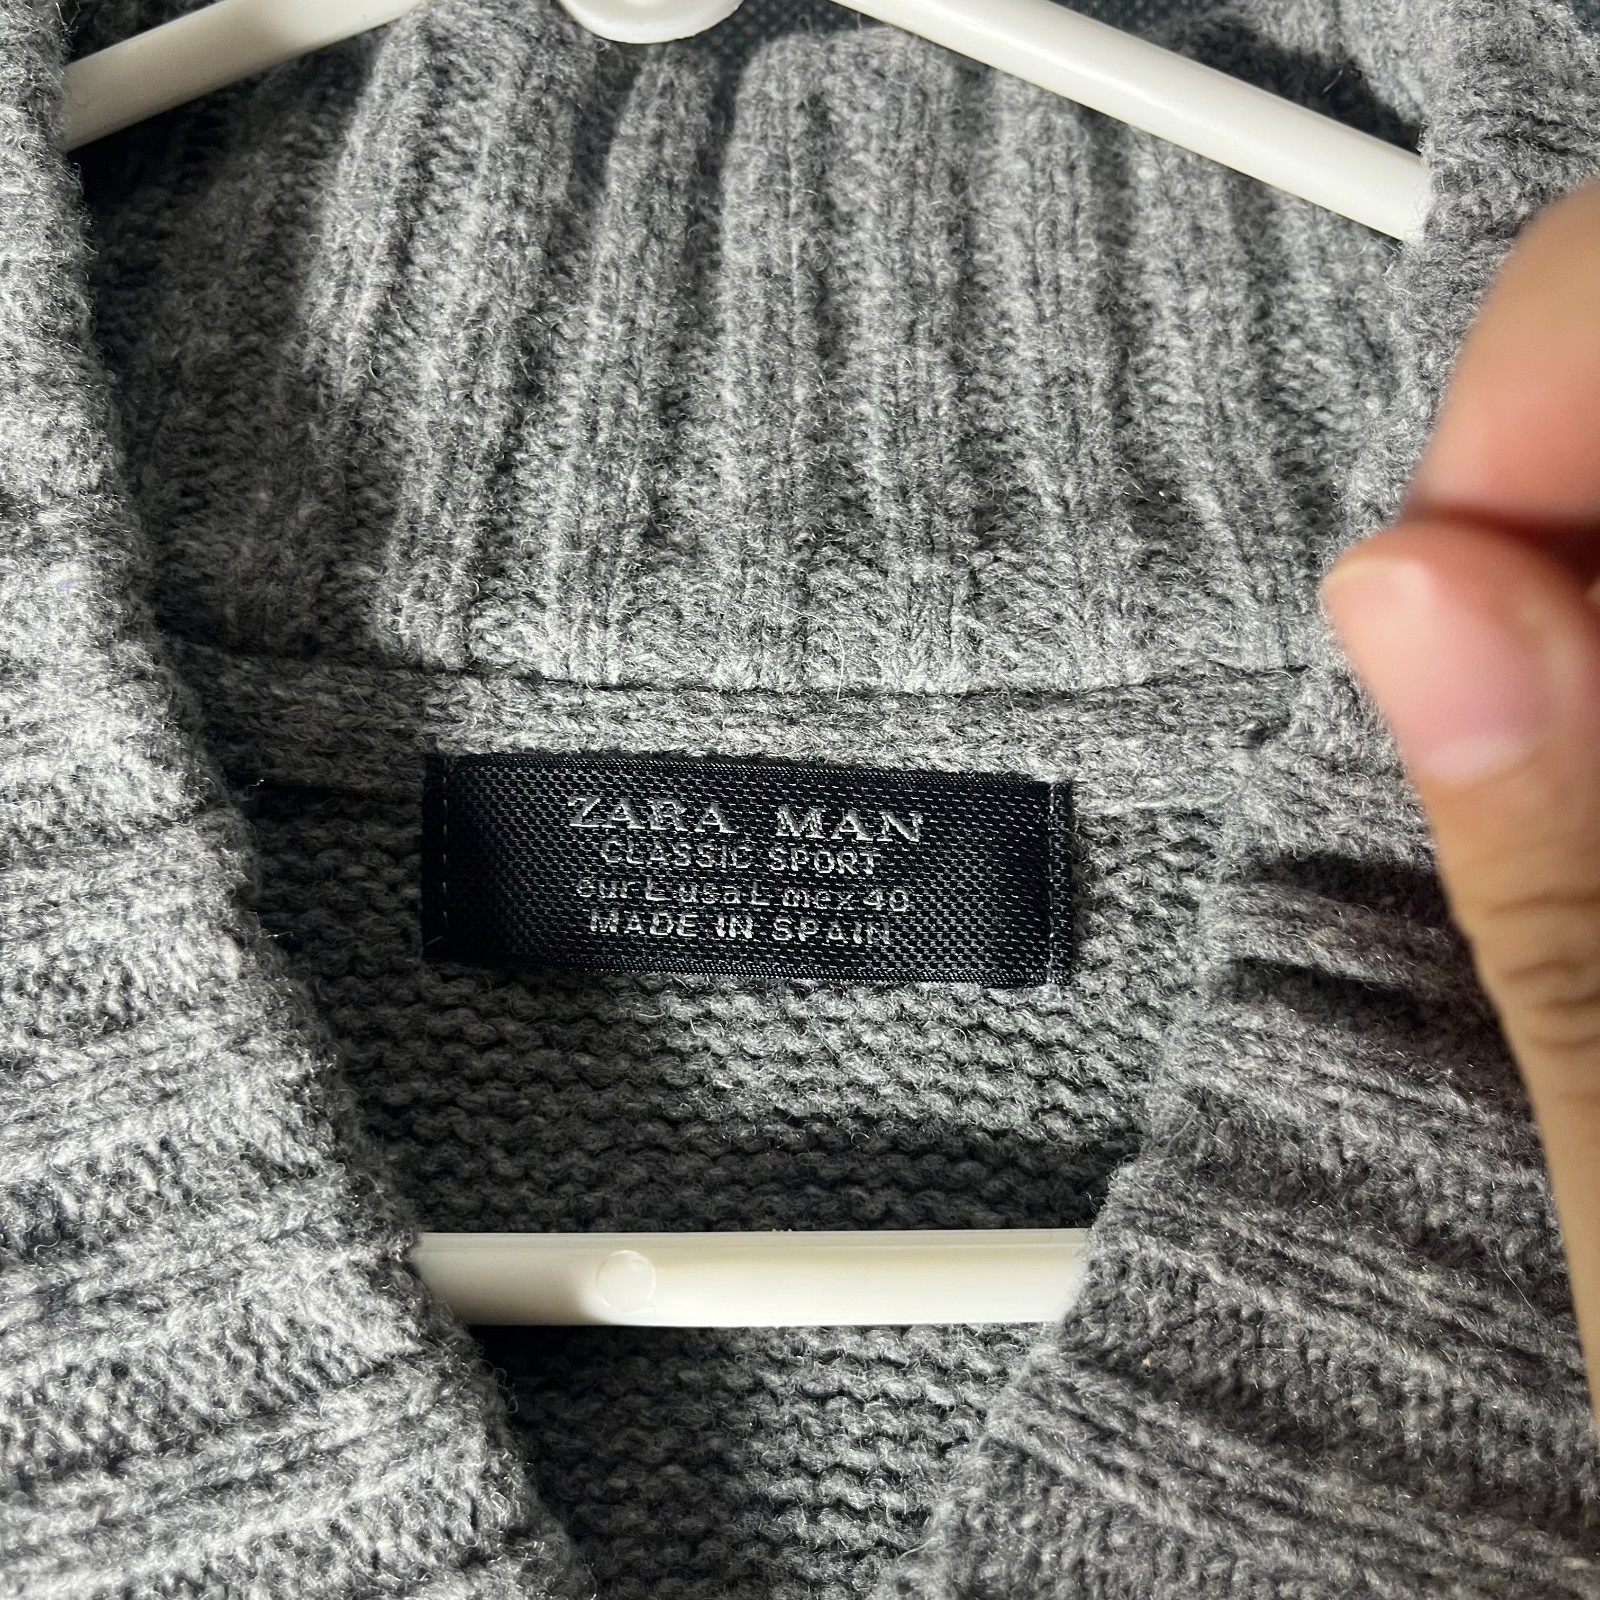 ZARA MAN
CLASSIC SPORT
eur L usa L mex 40
MADE IN SPAIN